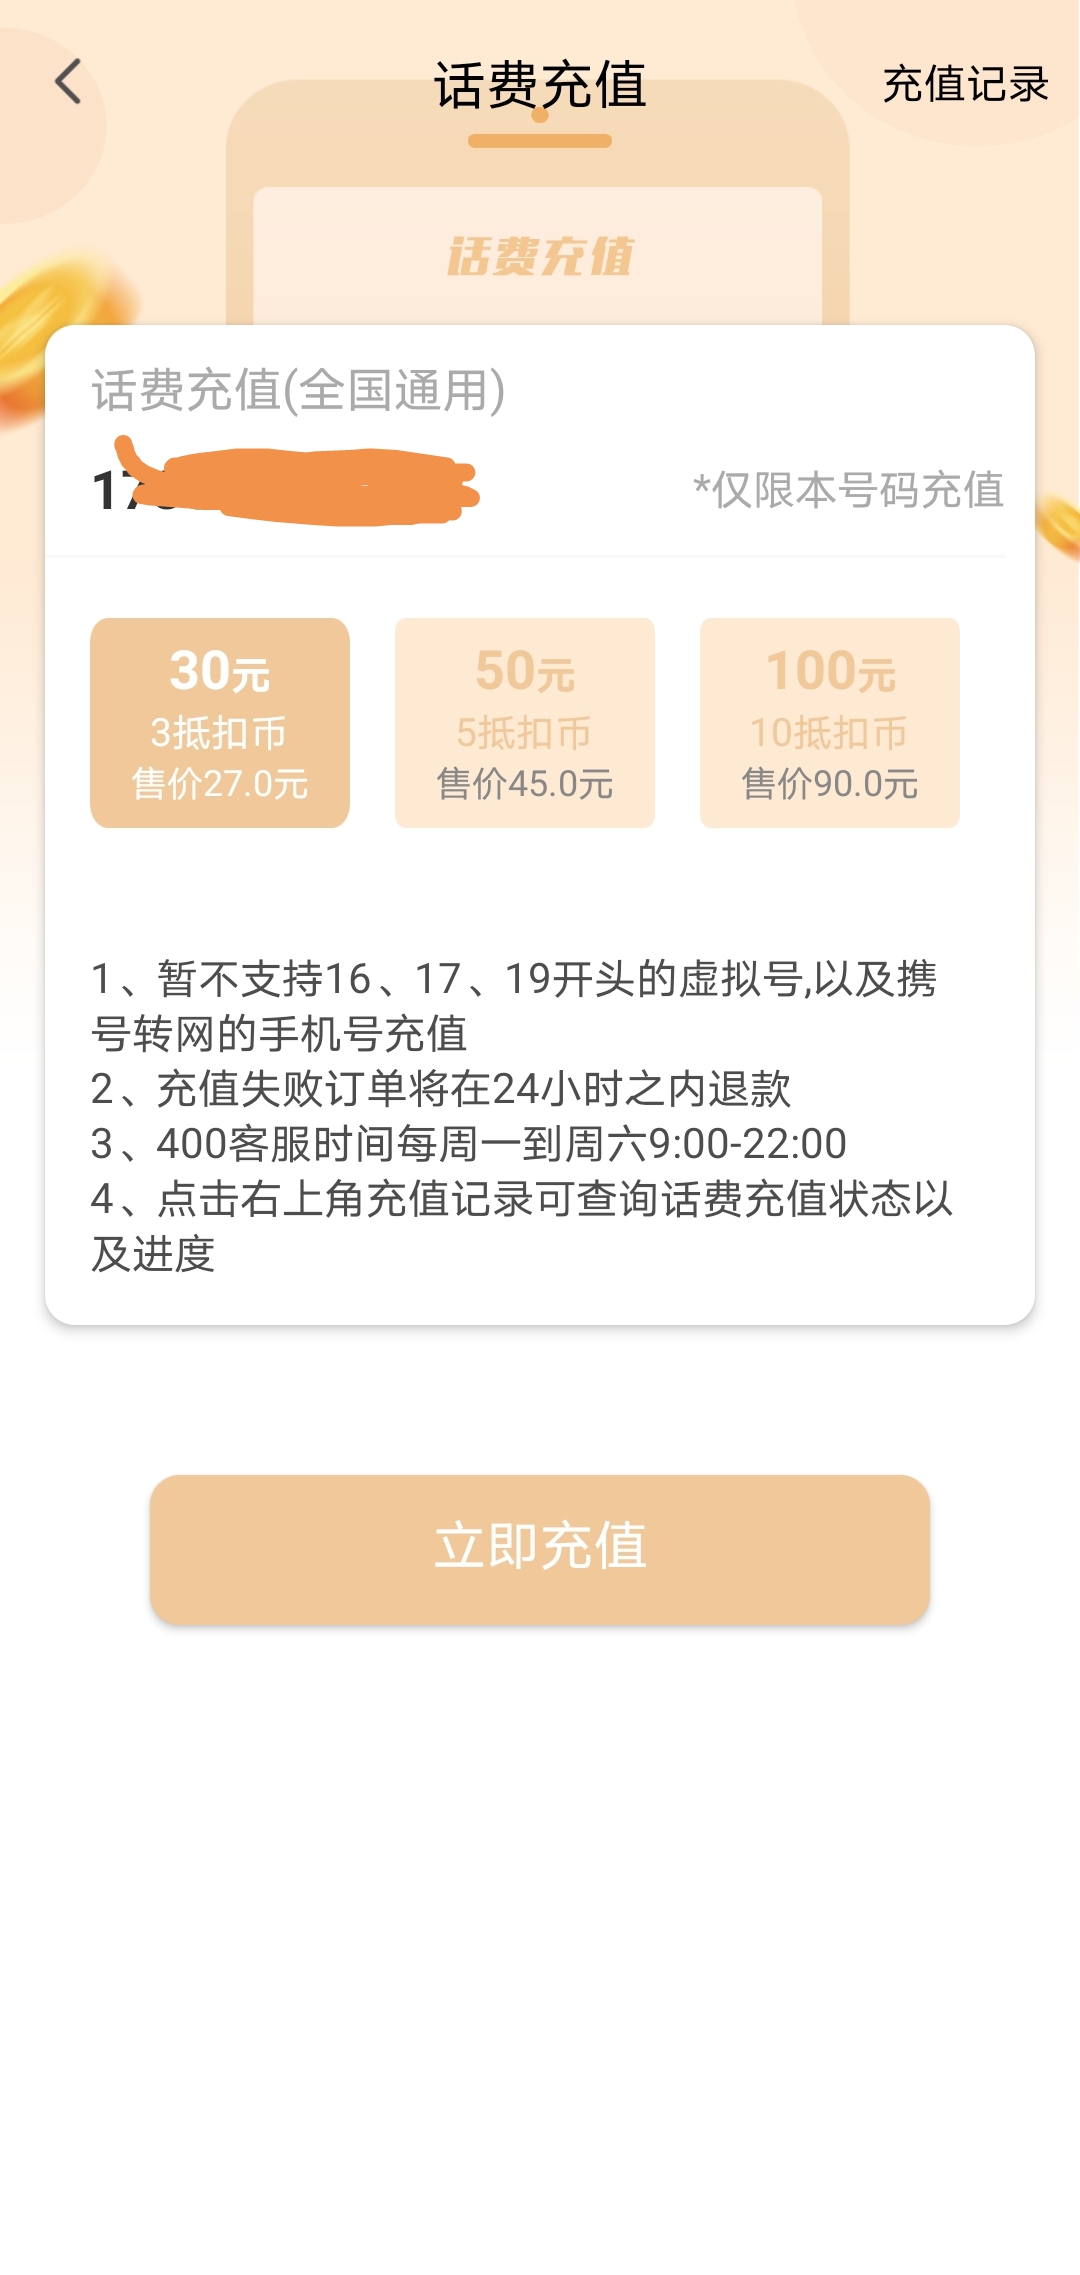 话费充值
充值记录
话费充值
话费充值(全国通用)
17
*仅限本号码充值
30元
3抵扣币
售价27.0元
50元
5抵扣币
售价45.0元
100元
10抵扣币
售价90.0元
1、暂不支持16、17、19开头的虚拟号,以及携
号转网的手机号充值
2、充值失败订单将在24小时之内退款
3、400客服时间每周一到周六9:00-22:00
4、点击右上角充值记录可查询话费充值状态以
及进度
立即充值